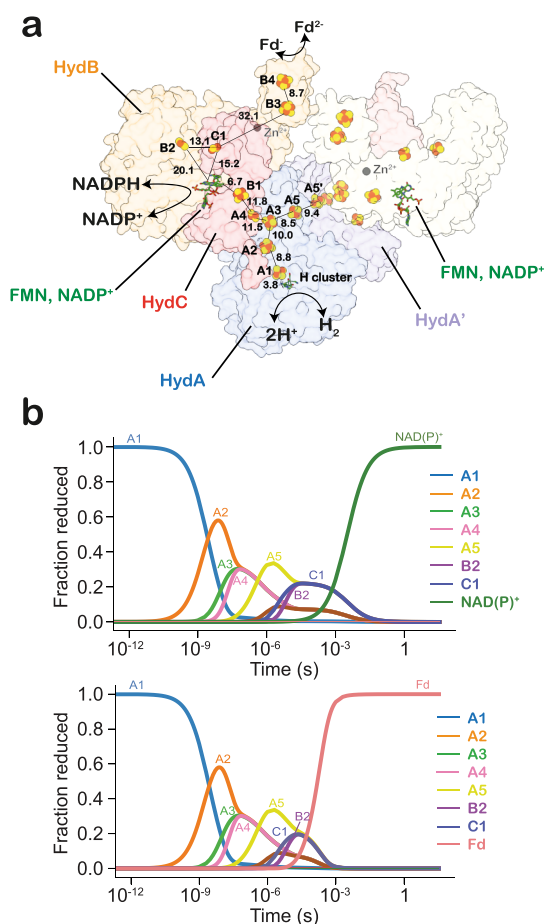 a
Fd⁻
Fd²⁻
HydB
B4
8.7
B3
32.1
Zn²⁺
C1
13.1
B2
15.2
20.1
6.7
B1
11.8
A5
A5'
A4
A3
9.4
11.5
8.5
10.0
A2
8.8
A1
3.8
H cluster
Zn²⁺
NADPH
NADP⁺
FMN, NADP⁺
HydC
2H⁺
H₂
HydA
HydA’
FMN, NADP⁺
b
A1
NAD(P)⁺
1.0
0.8
0.6
0.4
0.2
0.0
Fraction reduced
A2
A3
A4
A5
B2
C1
A1
A2
A3
A4
A5
B2
C1
NAD(P)⁺
10⁻¹²
10⁻⁹
10⁻⁶
10⁻³
1
Time (s)
A1
Fd
1.0
0.8
0.6
0.4
0.2
0.0
Fraction reduced
A2
A3
A4
A5
C1
B2
A1
A2
A3
A4
A5
B2
C1
Fd
10⁻¹²
10⁻⁹
10⁻⁶
10⁻³
1
Time (s)